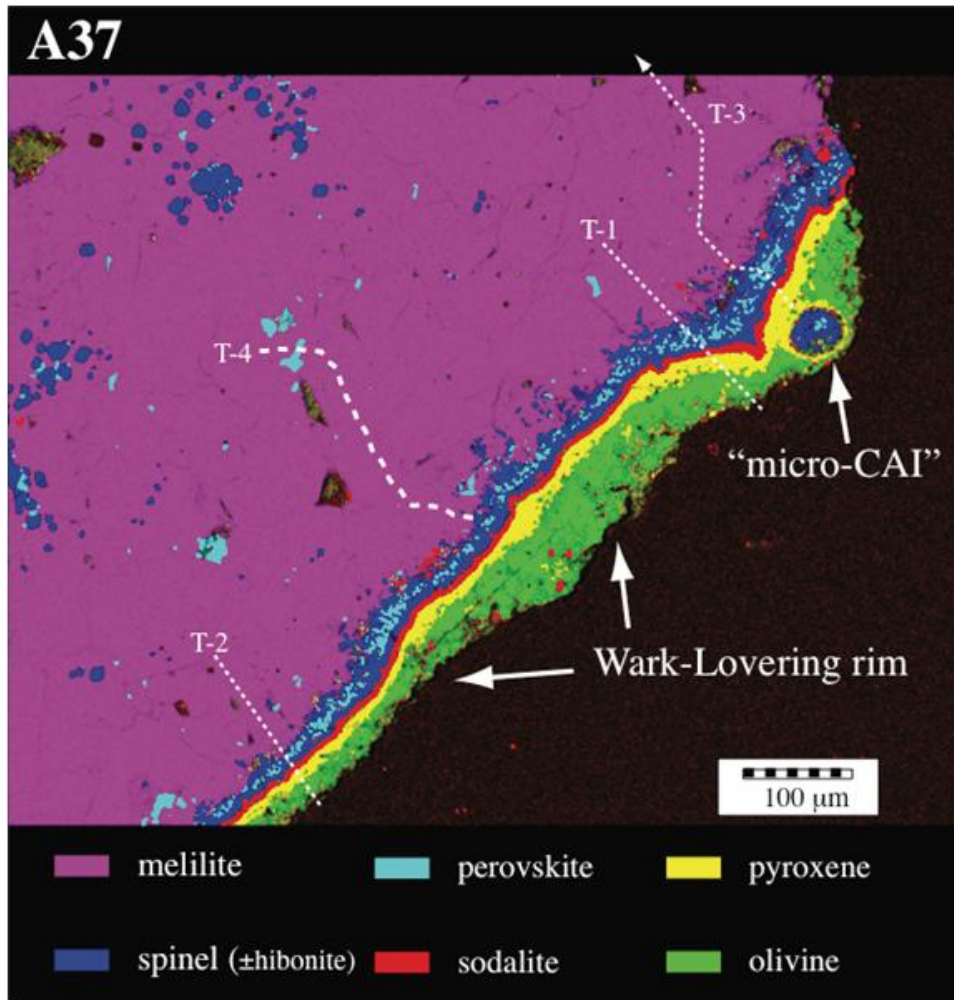 A37
T-3
T-1
T-4
"micro-CAI"
T-2
Wark-Lovering rim
100 μm
melilite
perovskite
pyroxene
spinel (±hibonite)
sodalite
olivine